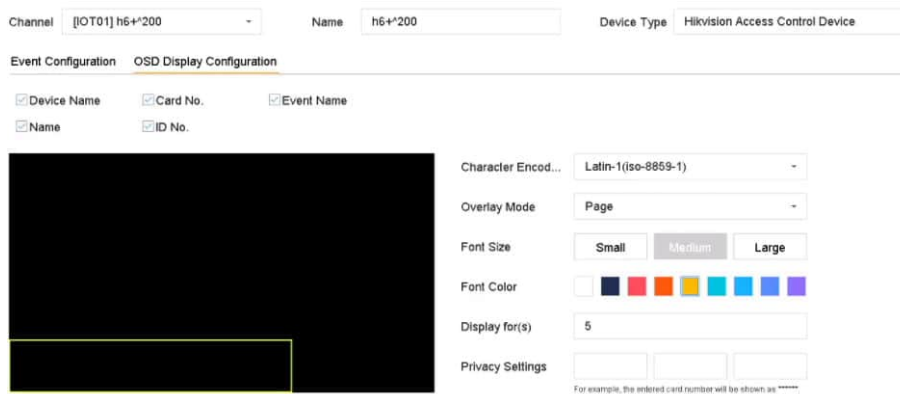 Channel [IOT01] h6+^200 Name h6+^200 Device Type Hikvision Access Control Device
Event Configuration OSD Display Configuration
Device Name Card No. Event Name
Name ID No.
Character Encod... Latin-1(iso-8859-1)
Overlay Mode Page
Font Size Small Medium Large
Font Color
Display for(s) 5
Privacy Settings
For example, the entered card number will be shown as ******